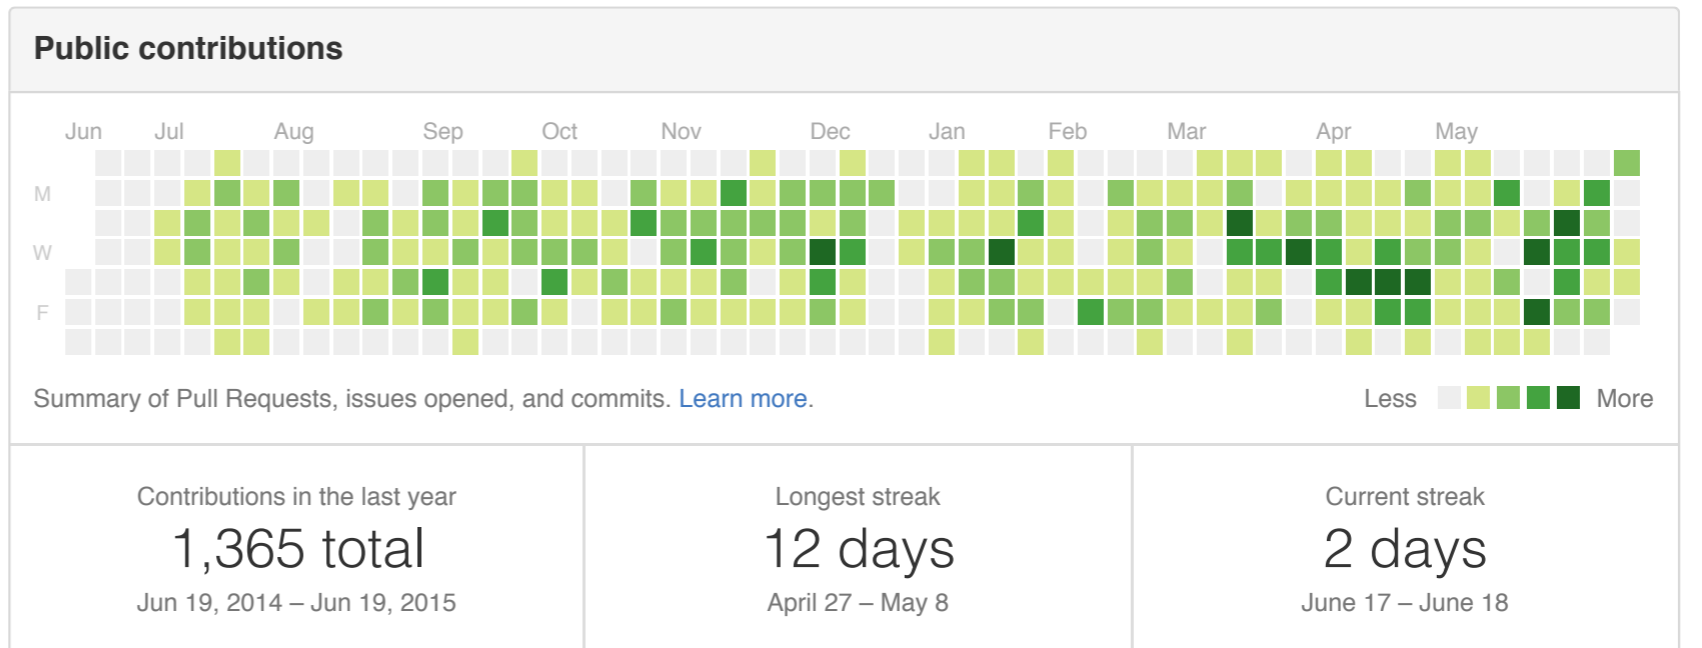 Public contributions
Jun Jul Aug Sep Oct Nov Dec Jan Feb Mar Apr May
M
W
F
Summary of Pull Requests, issues opened, and commits. Learn more.
Less More
Contributions in the last year
1,365 total
Jun 19, 2014 – Jun 19, 2015
Longest streak
12 days
April 27 – May 8
Current streak
2 days
June 17 – June 18